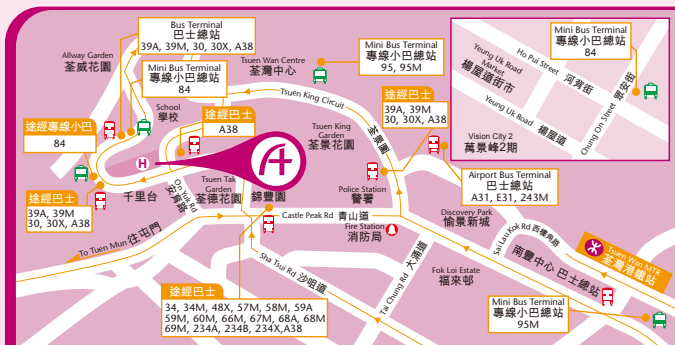 Bus Terminal
巴士總站
39A, 39M, 30, 30X, A38
Allway Garden
荃威花園
Mini Bus Terminal
專線小巴總站
84
School
學校
途經專線小巴
84
途經巴士
A38
H
千里台
途經巴士
39A, 39M
30, 30X, A38
On Yuk Rd
安育路
To Tuen Mun 往屯門
Tsuen Wan Centre
荃灣中心
Mini Bus Terminal
專線小巴總站
95, 95M
Tsuen King Circuit
荃景圍
Tsuen King
Garden
荃景花園
途經巴士
39A, 39M
30, 30X, A38
Tsuen Tak
Garden
荃德花園
錦豐園
Police Station
警署
Castle Peak Rd 青山道
Fire Station
消防局
Sha Tsui Rd 沙咀道
Tai Chung Rd 大涌道
途經巴士
34, 34M, 48X, 57M, 58M, 59A
59M, 60M, 66M, 67M, 68A, 68M
69M, 234A, 234B, 234X,A38
Airport Bus Terminal
巴士總站
A31, E31, 243M
Discovery Park
愉景新城
Sai Lau Kok Rd 西樓角路
Fok Loi Estate
福來邨
Tsuen Wan MTR
荃灣港鐵站
南豐中心 巴士總站
Mini Bus Terminal
專線小巴總站
95M
Yeung Uk Road
Market
楊屋道街市
Ho Pui Street 河背街
Mini Bus Terminal
專線小巴總站
84
Yeung Uk Road 楊屋道
Chung On Street 眾安街
Vision City 2
萬景峰2期